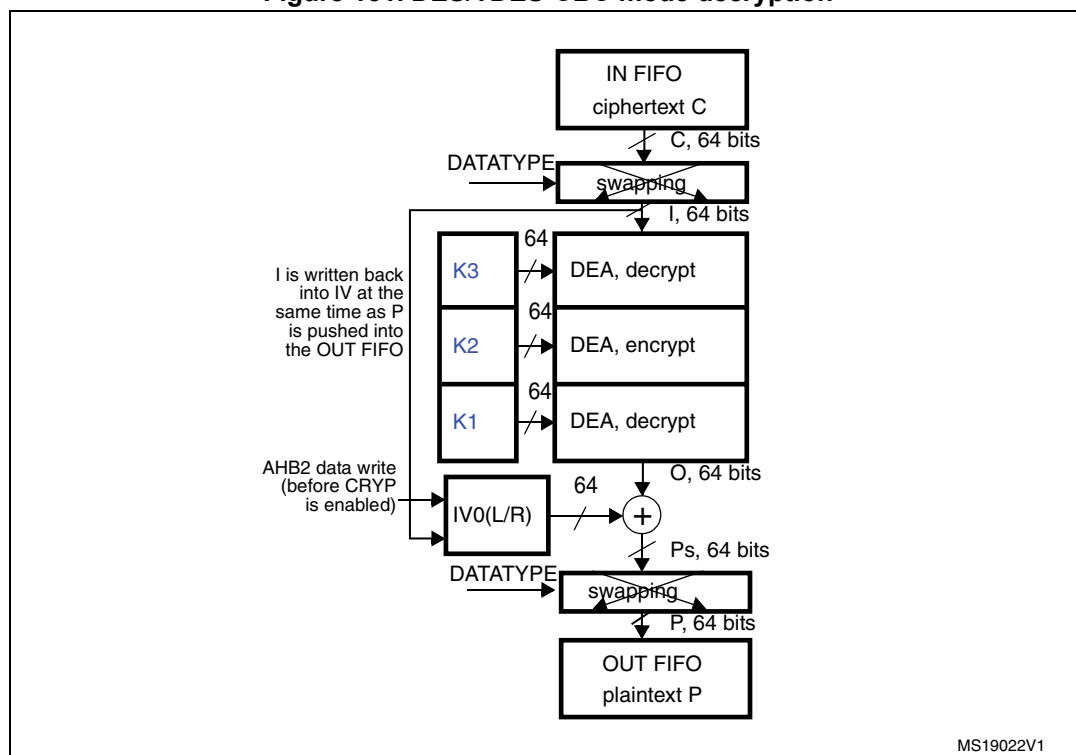 IN FIFO
ciphertext C
C, 64 bits
DATATYPE
swapping
I, 64 bits
I is written back
into IV at the
same time as P
is pushed into
the OUT FIFO
K3
64
DEA, decrypt
K2
64
DEA, encrypt
K1
64
DEA, decrypt
O, 64 bits
AHB2 data write
(before CRYP
is enabled)
IV0(L/R)
64
+
Ps, 64 bits
DATATYPE
swapping
P, 64 bits
OUT FIFO
plaintext P
MS19022V1